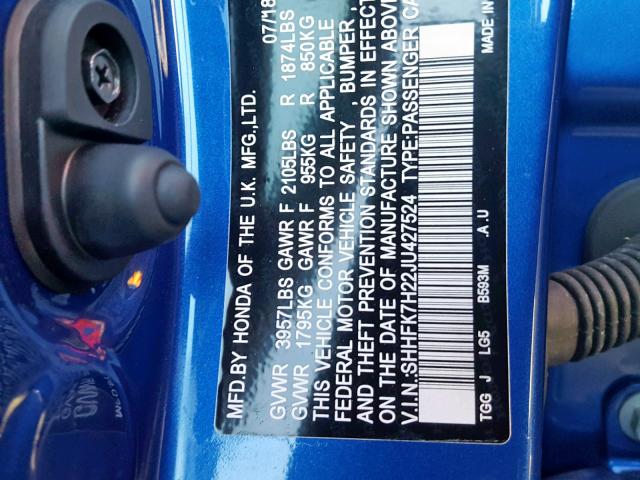 MFD.BY HONDA OF THE U.K. MFG.,LTD. 07/18
GVWR 3957LBS GAWR F 2105LBS R 1874LBS
GVWR 1795KG GAWR F 955KG R 850KG
THIS VEHICLE CONFORMS TO ALL APPLICABLE
FEDERAL MOTOR VEHICLE SAFETY , BUMPER ,
AND THEFT PREVENTION STANDARDS IN EFFECT
ON THE DATE OF MANUFACTURE SHOWN ABOVE
V.I.N.:SHHFK7H22JU427524 TYPE:PASSENGER CA
TGG J LG5 B593M A.U MADE IN